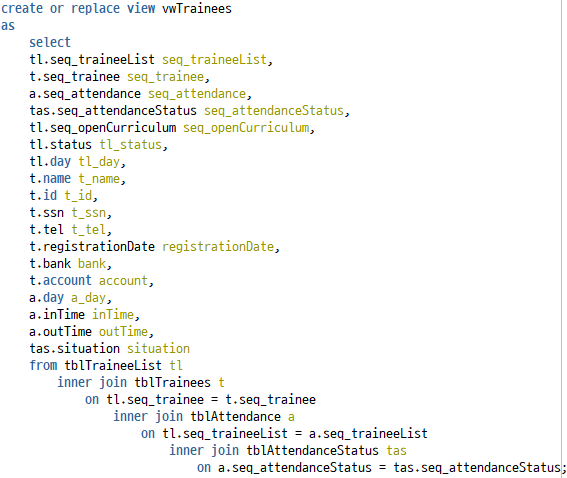 create or replace view vwTrainees
as
    select
    tl.seq_traineeList seq_traineeList,
    t.seq_trainee seq_trainee,
    a.seq_attendance seq_attendance,
    tas.seq_attendanceStatus seq_attendanceStatus,
    tl.seq_openCurriculum seq_openCurriculum,
    tl.status tl_status,
    tl.day tl_day,
    t.name t_name,
    t.id t_id,
    t.ssn t_ssn,
    t.tel t_tel,
    t.registrationDate registrationDate,
    t.bank bank,
    t.account account,
    a.day a_day,
    a.inTime inTime,
    a.outTime outTime,
    tas.situation situation
    from tblTraineeList tl
        inner join tblTrainees t
            on tl.seq_trainee = t.seq_trainee
                inner join tblAttendance a
                    on tl.seq_traineeList = a.seq_traineeList
                        inner join tblAttendanceStatus tas
                            on a.seq_attendanceStatus = tas.seq_attendanceStatus;